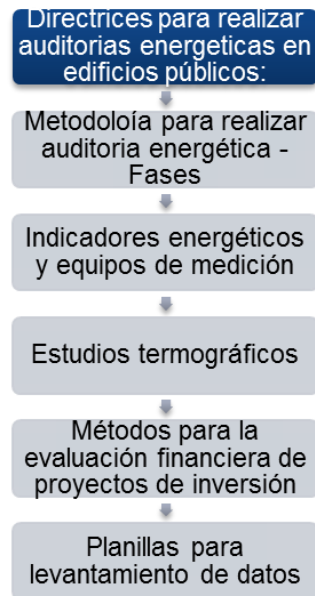 Directrices para realizar
auditorias energeticas en
edificios públicos:
Metodoloía para realizar
auditoria energética -
Fases
Indicadores energéticos
y equipos de medición
Estudios termográficos
Métodos para la
evaluación financiera de
proyectos de inversión
Planillas para
levantamiento de datos